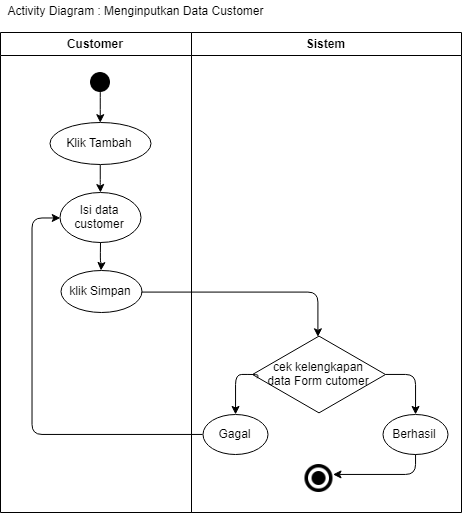 Activity Diagram : Menginputkan Data Customer
Customer
Sistem
Klik Tambah
Isi data
customer
klik Simpan
cek kelengkapan
data Form cutomer
Gagal
Berhasil